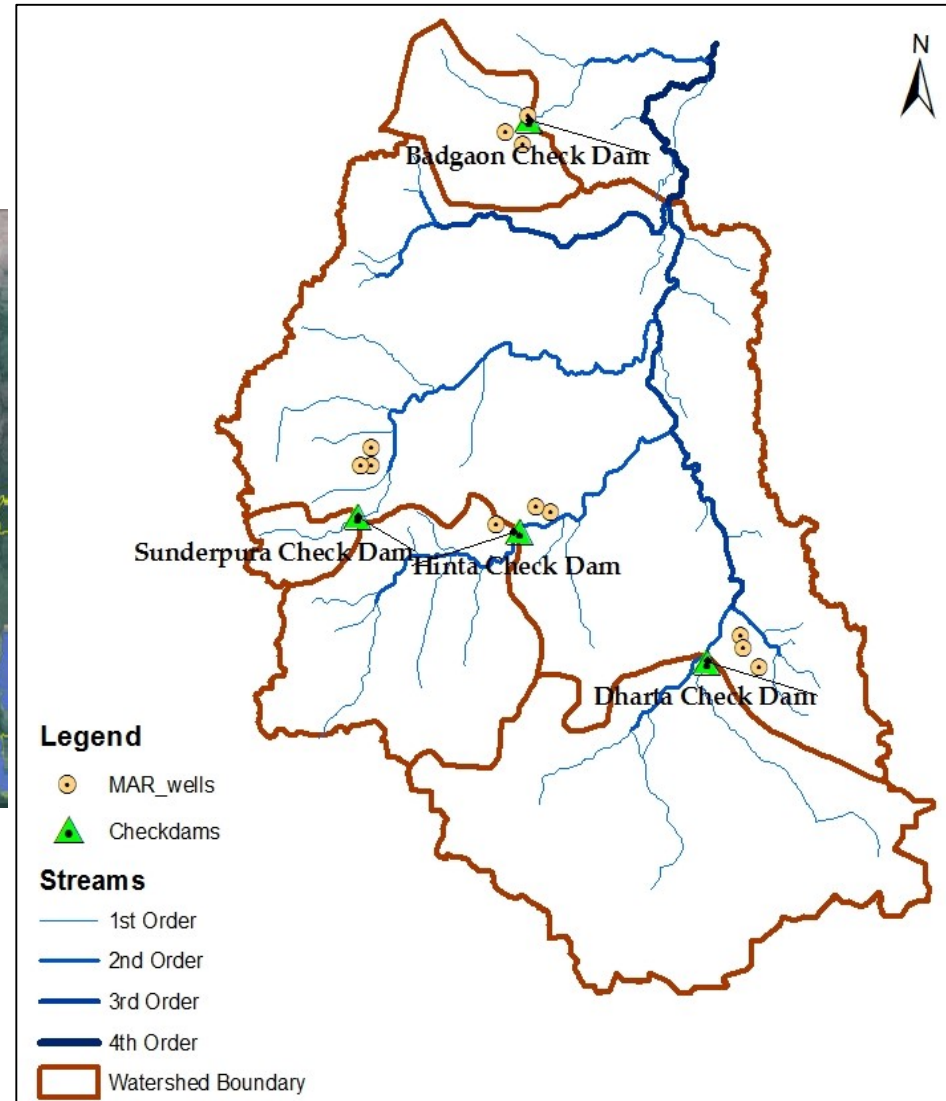 N
Badgaon Check Dam
Sunderpura Check Dam
Hinta Check Dam
Dharta Check Dam
Legend
MAR_wells
Checkdams
Streams
1st Order
2nd Order
3rd Order
4th Order
Watershed Boundary